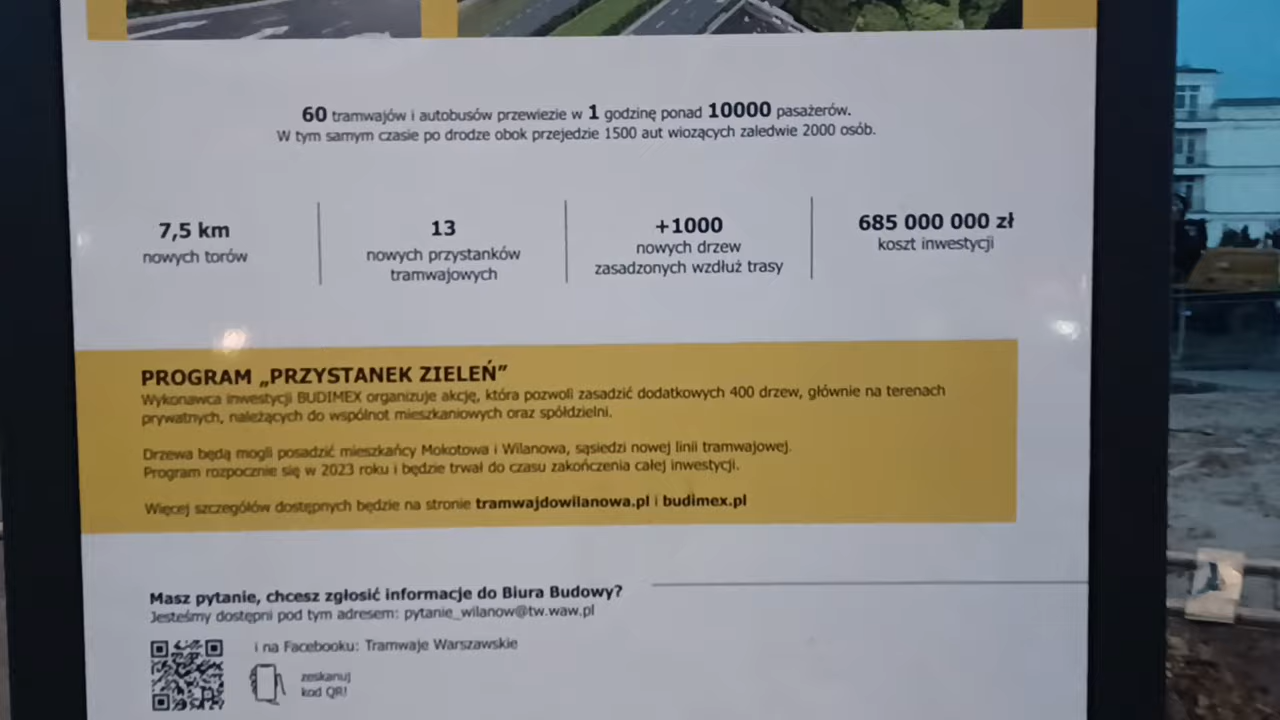 60 tramwajów i autobusów przewiezie w 1 godzinę ponad 10000 pasażerów.
W tym samym czasie po drodze obok przejedzie 1500 aut wiozących zaledwie 2000 osób.
7,5 km
nowych torów
13
nowych przystanków
tramwajowych
+1000
nowych drzew
zasadzonych wzdłuż trasy
685 000 000 zł
koszt inwestycji
PROGRAM „PRZYSTANEK ZIELEŃ”
Wykonawca inwestycji BUDIMEX organizuje akcję, która pozwoli zasadzić dodatkowych 400 drzew, głównie na terenach
prywatnych, należących do wspólnot mieszkaniowych oraz spółdzielni.
Drzewa będą mogli posadzić mieszkańcy Mokotowa i Wilanowa, sąsiedzi nowej linii tramwajowej.
Program rozpocznie się w 2023 roku i będzie trwał do czasu zakończenia całej inwestycji.
Więcej szczegółów dostępnych będzie na stronie tramwajdowilanowa.pl i budimex.pl
Masz pytanie, chcesz zgłosić informacje do Biura Budowy?
Jesteśmy dostępni pod tym adresem: pytanie_wilanow@tw.waw.pl
i na Facebooku: Tramwaje Warszawskie
zeskanuj
kod QR!